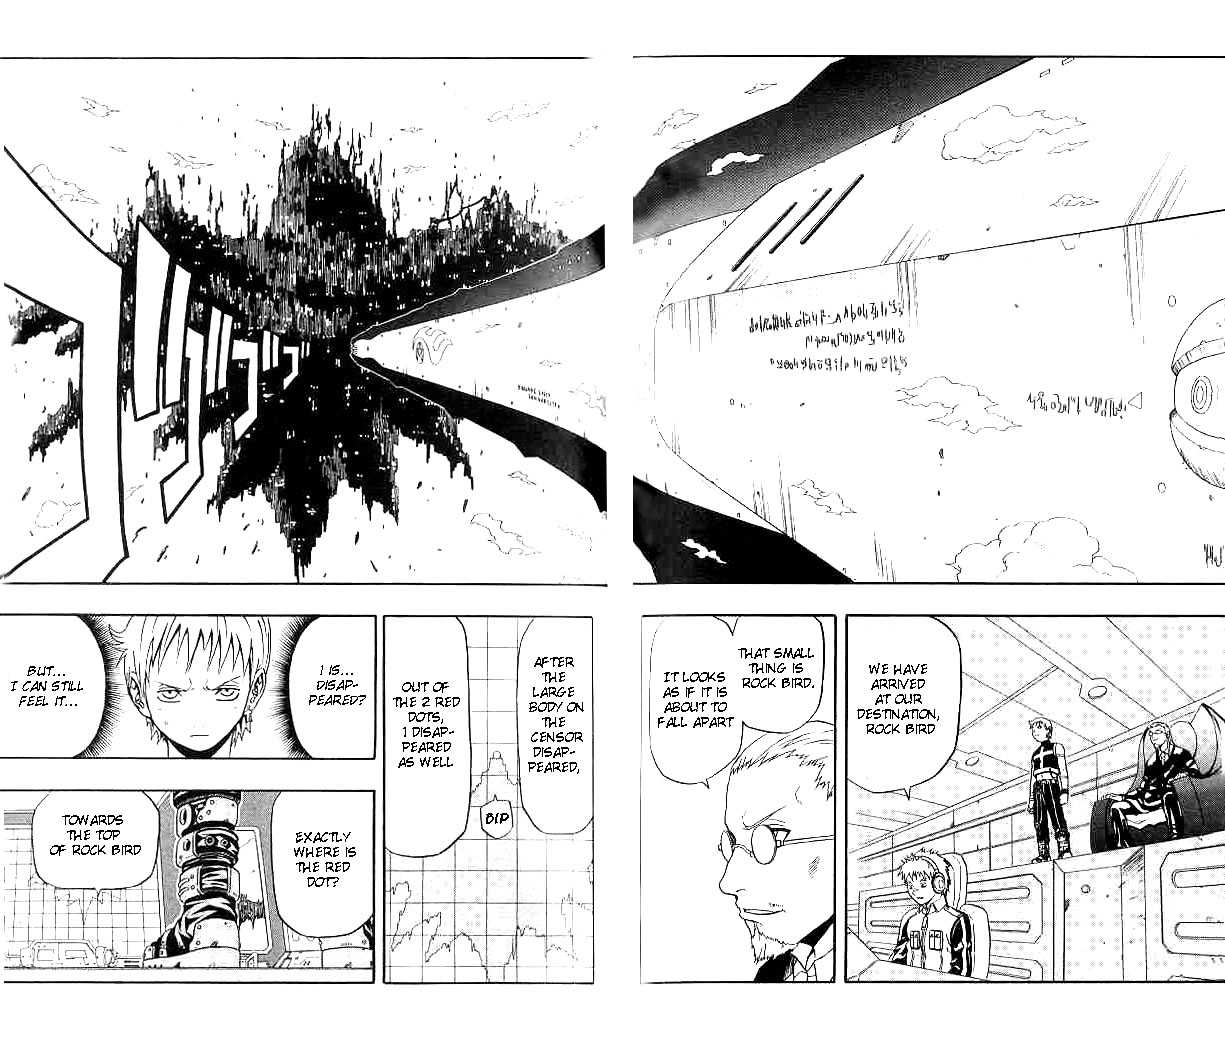 WE HAVE
ARRIVED
AT OUR
DESTINATION,
ROCK BIRD
THAT SMALL
THING IS
ROCK BIRD.
IT LOOKS
AS IF IT IS
ABOUT TO
FALL APART
AFTER
THE
LARGE
BODY ON
THE
CENSOR
DISAP-
PEARED,
OUT OF
THE 2 RED
DOTS,
1 DISAP-
PEARED
AS WELL
BIP
1 IS...
DISAP-
PEARED?
BUT...
I CAN STILL
FEEL IT...
EXACTLY
WHERE IS
THE RED
DOT?
TOWARDS
THE TOP
OF ROCK BIRD